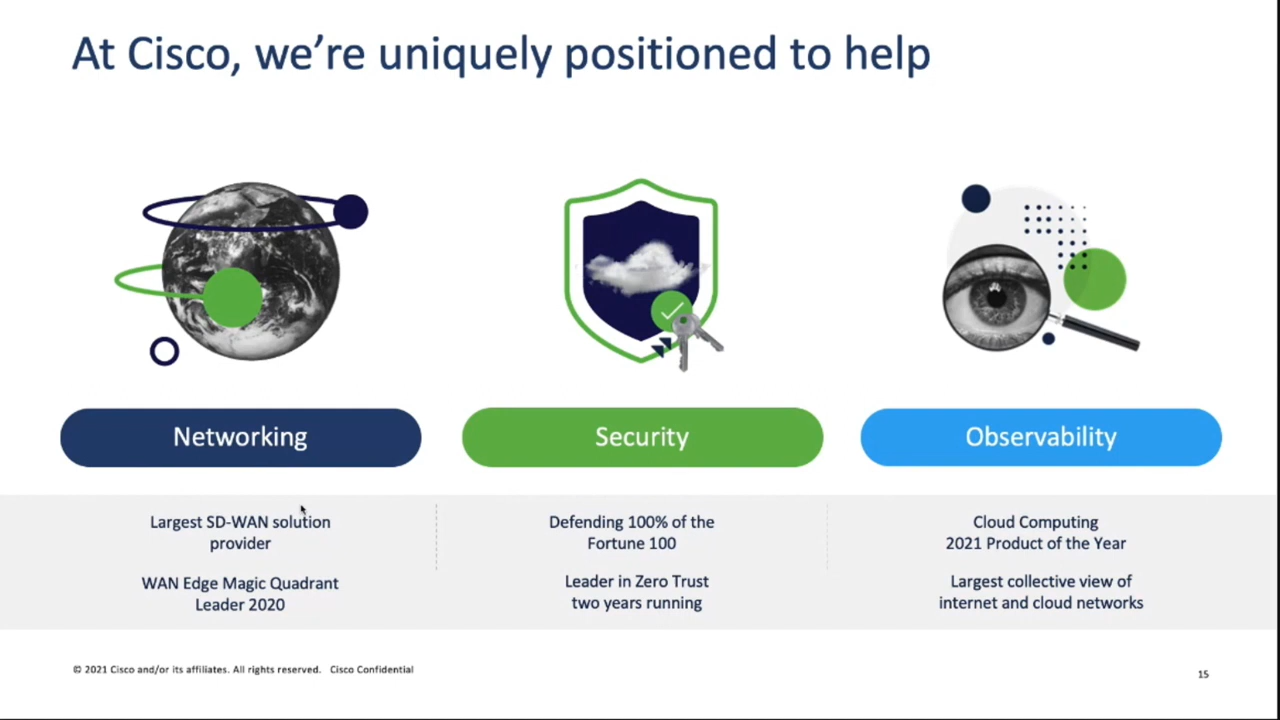 At Cisco, we’re uniquely positioned to help
Networking
Largest SD-WAN solution
provider
WAN Edge Magic Quadrant
Leader 2020
Security
Defending 100% of the
Fortune 100
Leader in Zero Trust
two years running
Observability
Cloud Computing
2021 Product of the Year
Largest collective view of
internet and cloud networks
© 2021 Cisco and/or its affiliates. All rights reserved. Cisco Confidential
15